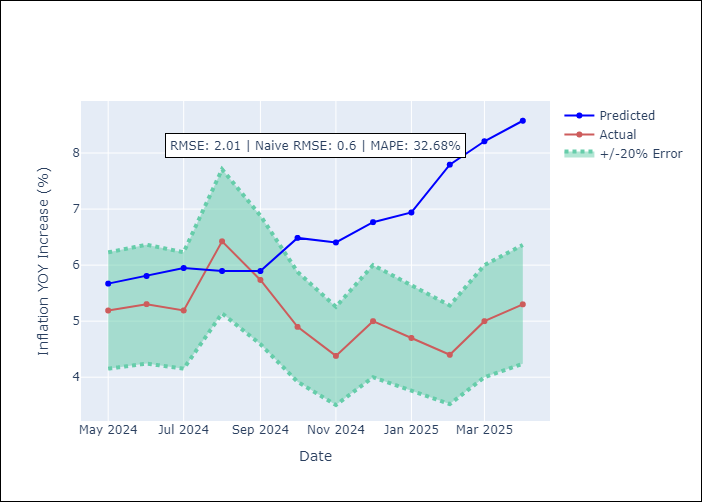 RMSE: 2.01 | Naive RMSE: 0.6 | MAPE: 32.68%
Predicted
Actual
+/-20% Error
Inflation YOY Increase (%)
8
7
6
5
4
May 2024
Jul 2024
Sep 2024
Nov 2024
Jan 2025
Mar 2025
Date